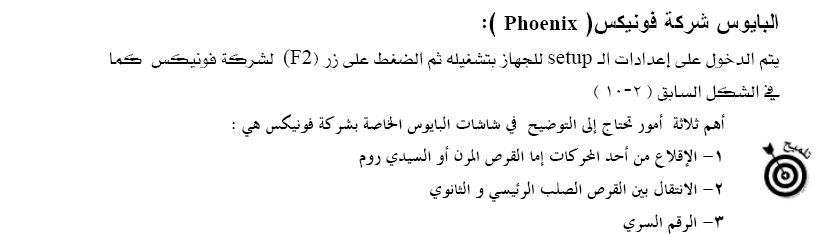 البايوس شركة فونيكس( Phoenix ):
يتم الدخول على إعدادات الـ setup للجهاز بتشغيله ثم الضغط على زر (F2) لشركة فونيكس كما
في الشكل السابق ( ٢-١٠ )
أهم ثلاثة أمور تحتاج إلى التوضيح في شاشات البايوس الخاصة بشركة فونيكس هي :
تلميح
١- الإقلاع من أحد المحركات إما القرص المرن أو السيدي روم
٢- الانتقال بين القرص الصلب الرئيسي و الثانوي
٣- الرقم السري